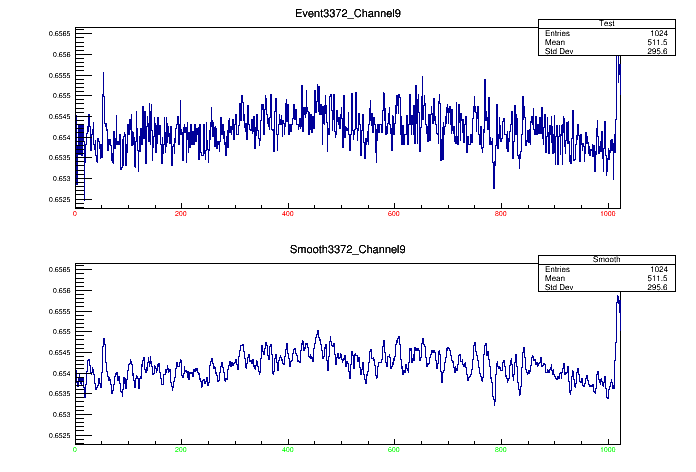 Event3372_Channel9
Test
Entries 1024
Mean 511.5
Std Dev 295.6
0.6565
0.656
0.6555
0.655
0.6545
0.654
0.6535
0.653
0.6525
0 200 400 600 800 1000
Smooth3372_Channel9
Smooth
Entries 1024
Mean 511.5
Std Dev 295.6
0.6565
0.656
0.6555
0.655
0.6545
0.654
0.6535
0.653
0.6525
0 200 400 600 800 1000